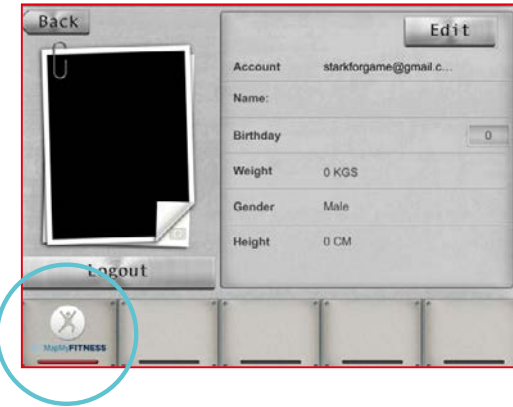 Back
Edit
Account starkforgame@gmail.c...
Name:
Birthday 0
Weight 0 KGS
Gender Male
Height 0 CM
Logout
MapMyFITNESS